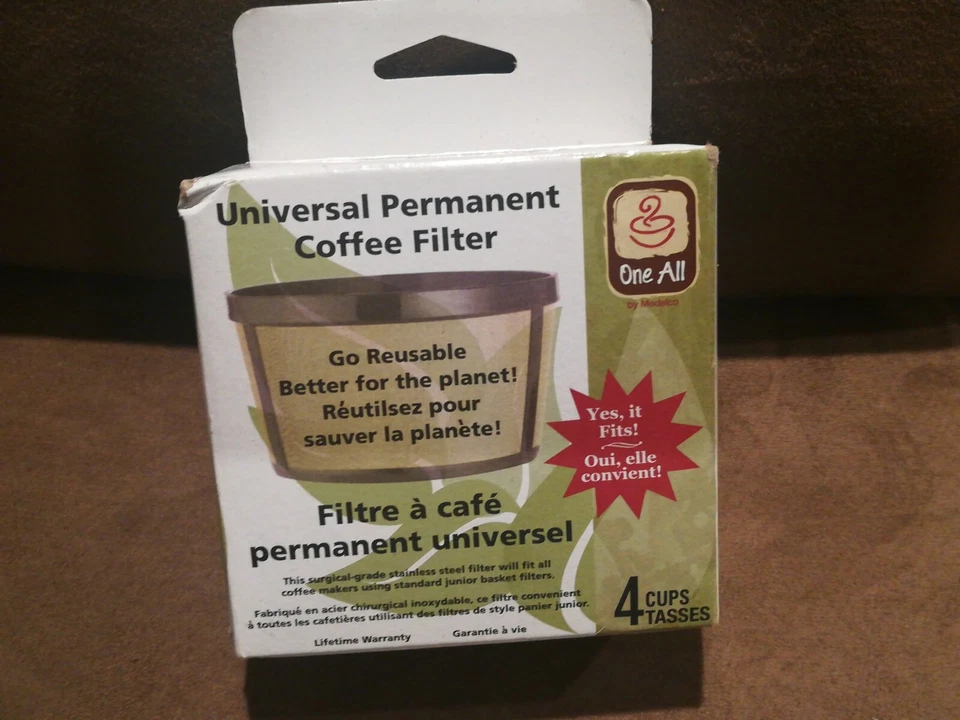 Universal Permanent
Coffee Filter
One All
by Medelco
Go Reusable
Better for the planet!
Réutilsez pour
sauver la planète!
Yes, it
Fits!
Oui, elle
convient!
Filtre à café
permanent universel
This surgical-grade stainless steel filter will fit all
coffee makers using standard junior basket filters.
Fabriqué en acier chirurgical inoxydable, ce filtre convenient
à toutes les cafetières utilisant des filtres de style panier junior.
Lifetime Warranty
Garantie à vie
4 CUPS
TASSES